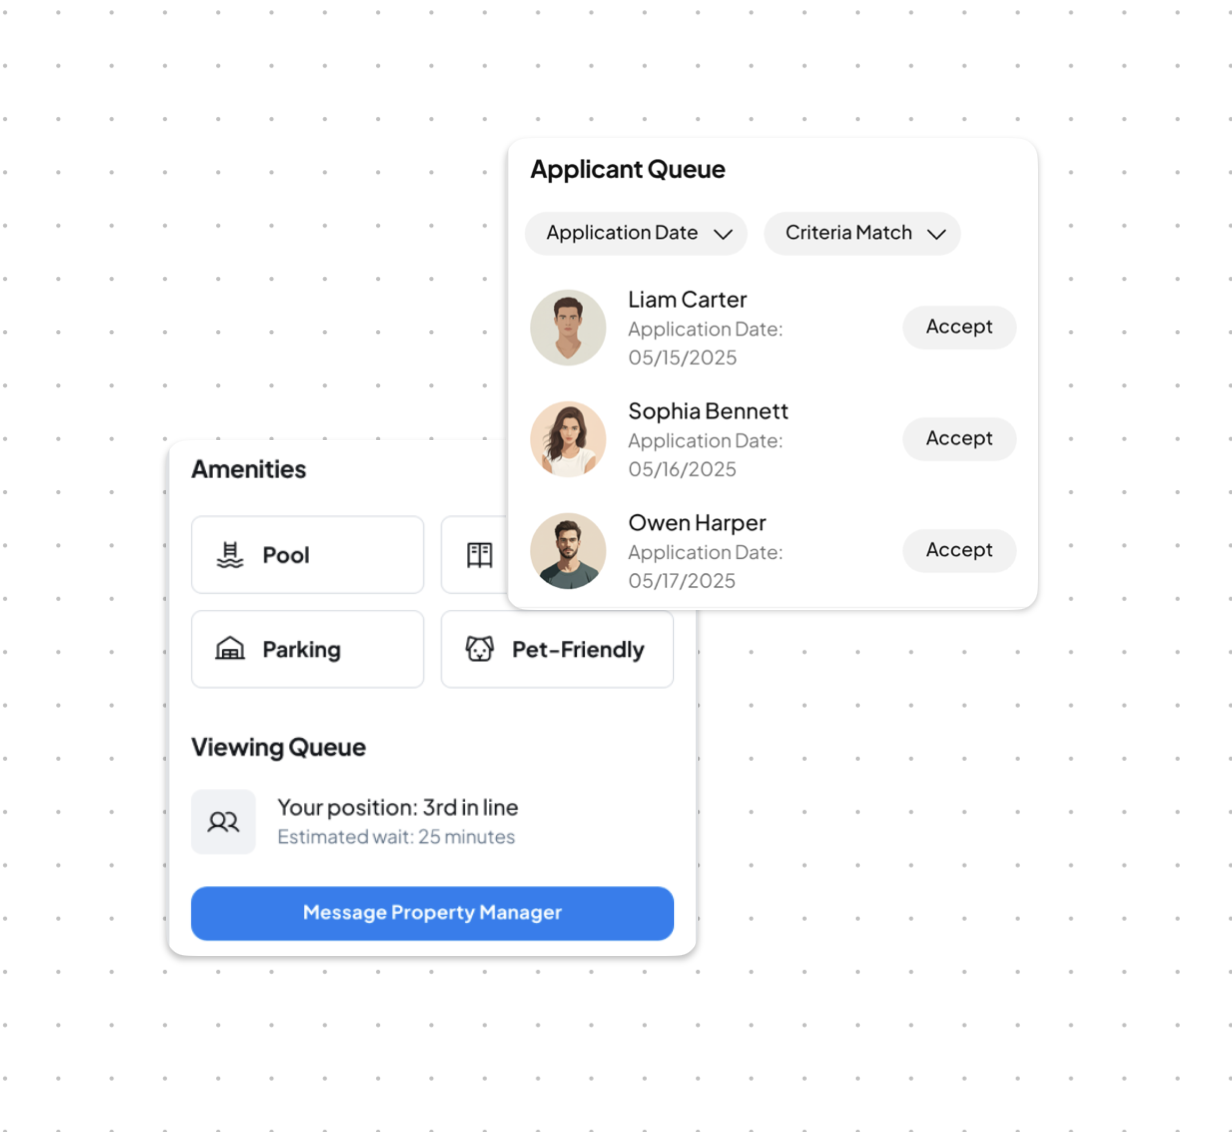 Applicant Queue
Application Date
Criteria Match
Liam Carter
Application Date:
05/15/2025
Accept
Sophia Bennett
Application Date:
05/16/2025
Accept
Owen Harper
Application Date:
05/17/2025
Accept
Amenities
Pool
Parking
Pet-Friendly
Viewing Queue
Your position: 3rd in line
Estimated wait: 25 minutes
Message Property Manager